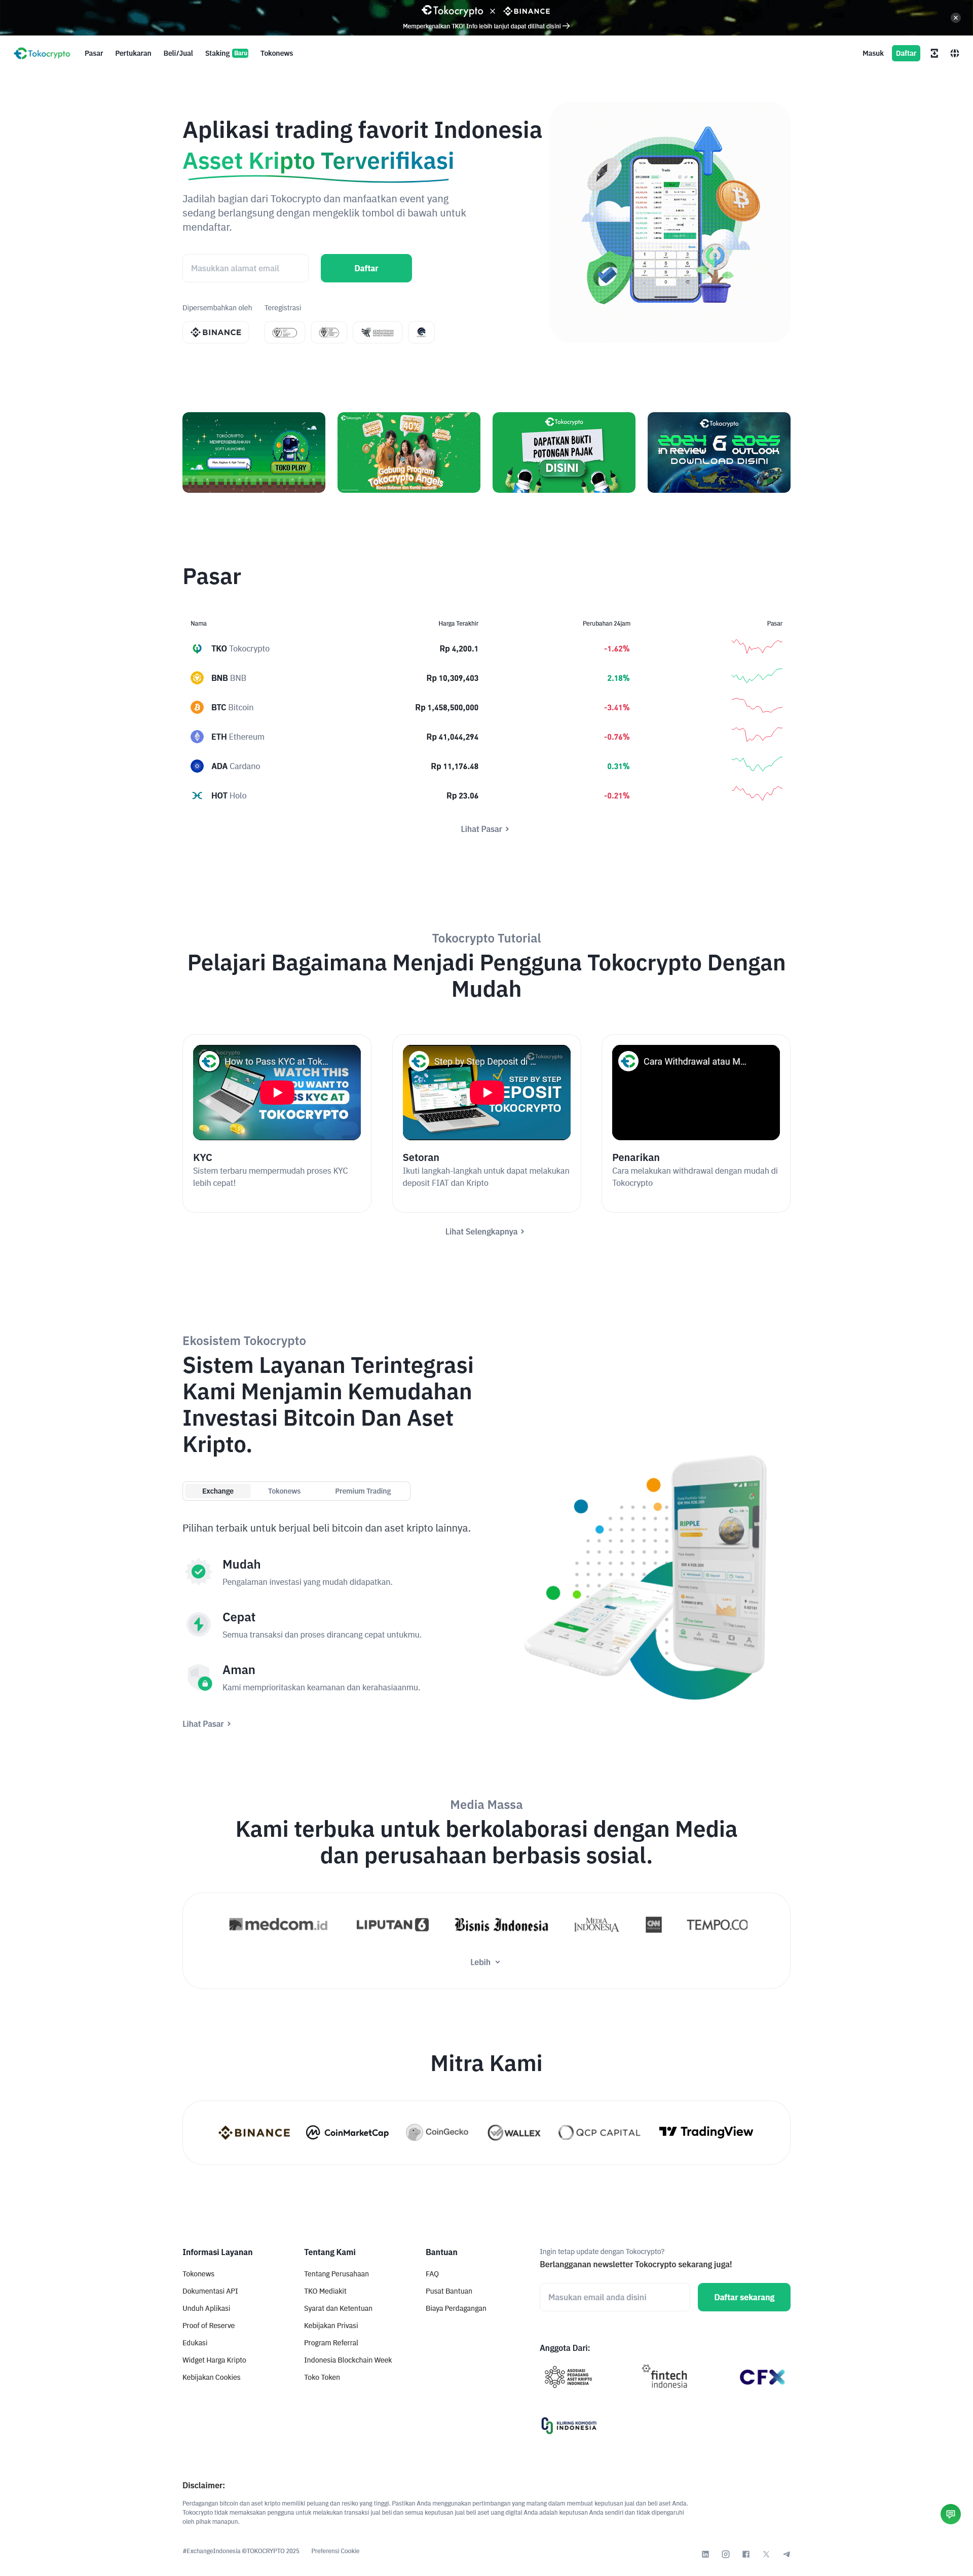 Tokocrypto × BINANCE
Memperkenalkan TKO! Info lebih lanjut dapat dilihat disini
Tokocrypto
Pasar
Pertukaran
Beli/Jual
Staking Baru
Tokonews
Masuk
Daftar
Aplikasi trading favorit Indonesia
Asset Kripto Terverifikasi
Jadilah bagian dari Tokocrypto dan manfaatkan event yang
sedang berlangsung dengan mengeklik tombol di bawah untuk
mendaftar.
Masukkan alamat email
Daftar
Dipersembahkan oleh
Teregistrasi
BINANCE
TOKOCRYPTO
MEMPERSEMBAHKAN
SOFT LAUNCHING
TOKO PLAY
Tokocrypto
40%
Gabung Program
Tokocrypto Angels
Tokocrypto
DAPATKAN BUKTI
POTONGAN PAJAK
DISINI
Tokocrypto
2024 & 2025
IN REVIEW OUTLOOK
DOWNLOAD DISINI
Pasar
Nama
Harga Terakhir
Perubahan 24jam
Pasar
TKO Tokocrypto
Rp 4,200.1
-1.62%
BNB BNB
Rp 10,309,403
2.18%
BTC Bitcoin
Rp 1,458,500,000
-3.41%
ETH Ethereum
Rp 41,044,294
-0.76%
ADA Cardano
Rp 11,176.48
0.31%
HOT Holo
Rp 23.06
-0.21%
Lihat Pasar
Tokocrypto Tutorial
Pelajari Bagaimana Menjadi Pengguna Tokocrypto Dengan
Mudah
How to Pass KYC at Tok...
WATCH THIS
YOU WANT TO
PASS KYC AT
TOKOCRYPTO
KYC
Sistem terbaru mempermudah proses KYC
lebih cepat!
Step by Step Deposit di ...
Tokocrypto
STEP BY STEP
DEPOSIT
TOKOCRYPTO
Setoran
Ikuti langkah-langkah untuk dapat melakukan
deposit FIAT dan Kripto
Cara Withdrawal atau M...
Penarikan
Cara melakukan withdrawal dengan mudah di
Tokocrypto
Lihat Selengkapnya
Ekosistem Tokocrypto
Sistem Layanan Terintegrasi
Kami Menjamin Kemudahan
Investasi Bitcoin Dan Aset
Kripto.
Exchange
Tokonews
Premium Trading
Pilihan terbaik untuk berjual beli bitcoin dan aset kripto lainnya.
Mudah
Pengalaman investasi yang mudah didapatkan.
Cepat
Semua transaksi dan proses dirancang cepat untukmu.
Aman
Kami memprioritaskan keamanan dan kerahasiaanmu.
Lihat Pasar
RIPPLE
Media Massa
Kami terbuka untuk berkolaborasi dengan Media
dan perusahaan berbasis sosial.
medcom.id
LIPUTAN 6
Bisnis Indonesia
MEDIA INDONESIA
CNN
TEMPO.CO
Lebih
Mitra Kami
BINANCE
CoinMarketCap
CoinGecko
WALLEX
QCP CAPITAL
TradingView
Informasi Layanan
Tokonews
Dokumentasi API
Unduh Aplikasi
Proof of Reserve
Edukasi
Widget Harga Kripto
Kebijakan Cookies
Tentang Kami
Tentang Perusahaan
TKO Mediakit
Syarat dan Ketentuan
Kebijakan Privasi
Program Referral
Indonesia Blockchain Week
Toko Token
Bantuan
FAQ
Pusat Bantuan
Biaya Perdagangan
Ingin tetap update dengan Tokocrypto?
Berlangganan newsletter Tokocrypto sekarang juga!
Masukan email anda disini
Daftar sekarang
Anggota Dari:
ASOSIASI
PEDAGANG
ASET KRIPTO
INDONESIA
fintech
indonesia
CFX
KLIRING KOMODITI
INDONESIA
Disclaimer:
Perdagangan bitcoin dan aset kripto memiliki peluang dan resiko yang tinggi. Pastikan Anda menggunakan pertimbangan yang matang dalam membuat keputusan jual dan beli aset Anda.
Tokocrypto tidak memaksakan pengguna untuk melakukan transaksi jual beli dan semua keputusan jual beli aset uang digital Anda adalah keputusan Anda sendiri dan tidak dipengaruhi
oleh pihak manapun.
#ExchangeIndonesia ©TOKOCRYPTO 2025
Preferensi Cookie